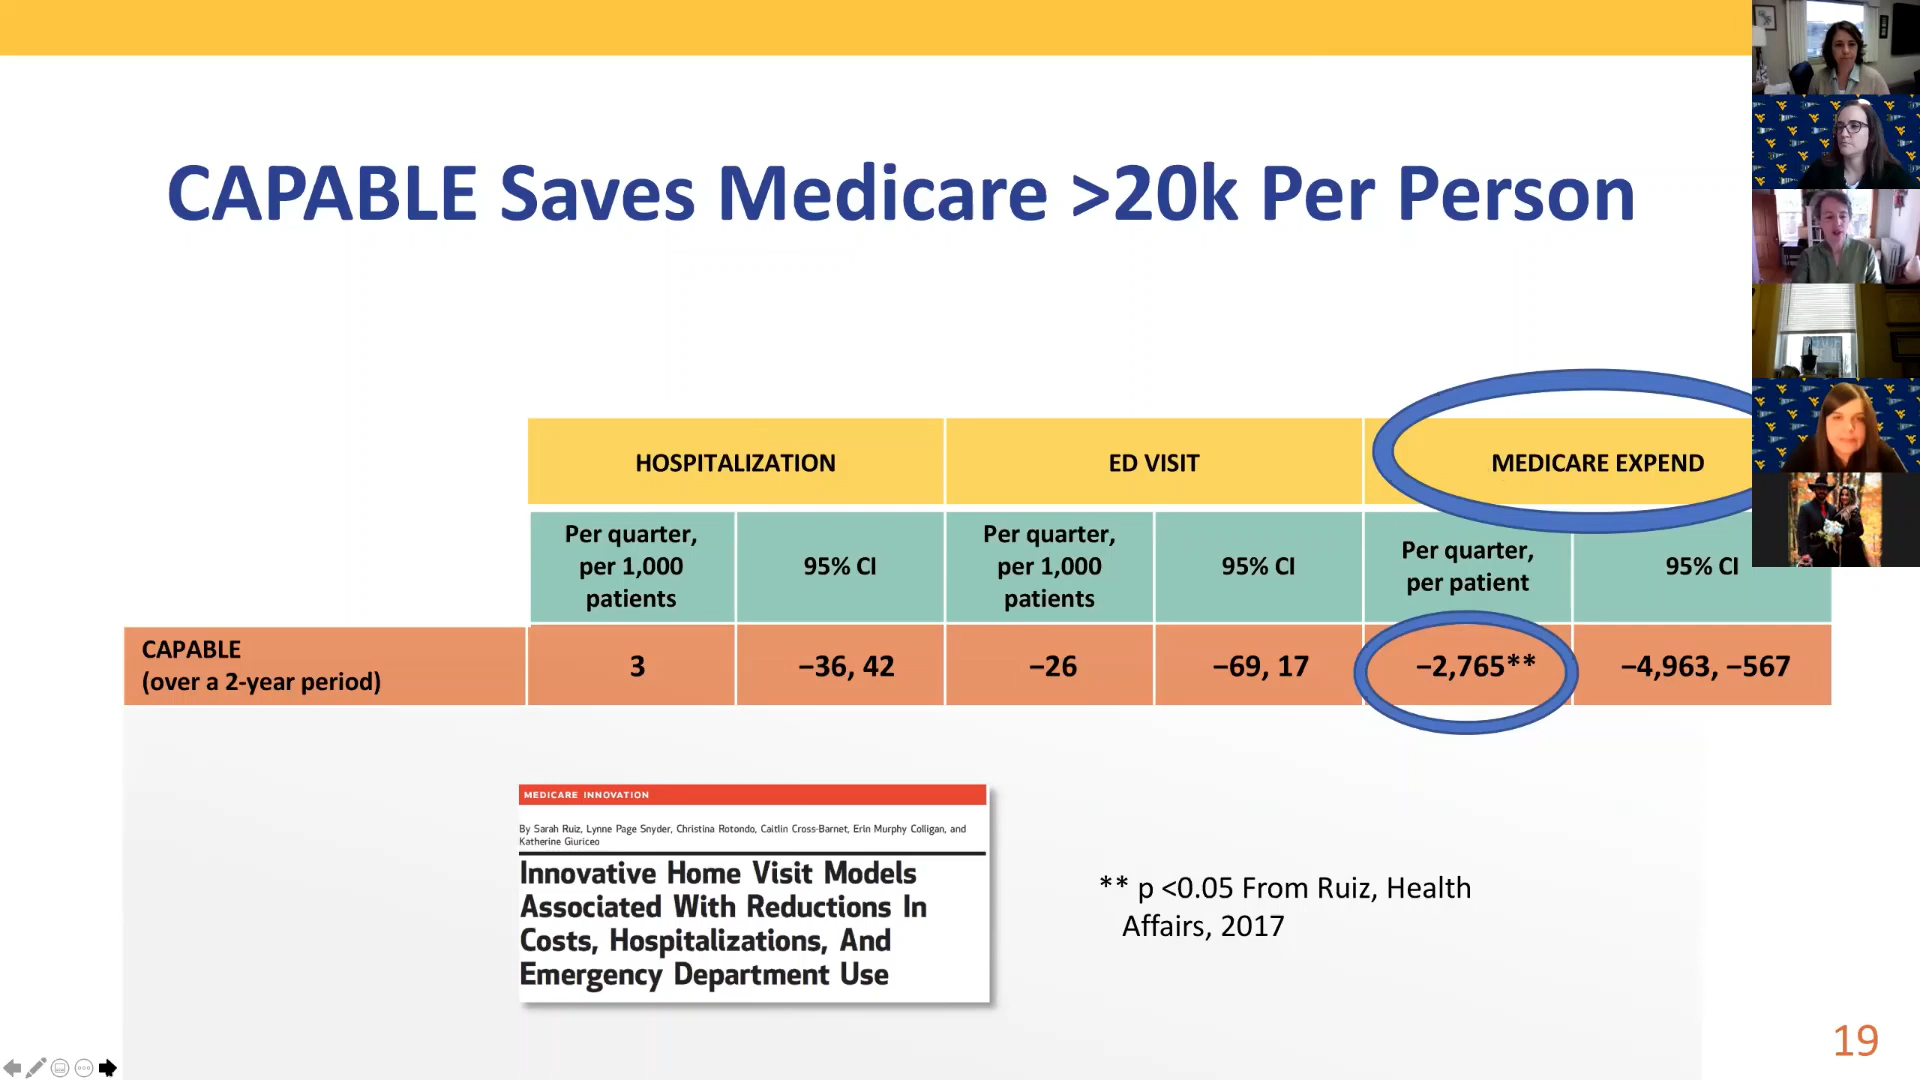 CAPABLE Saves Medicare >20k Per Person
HOSPITALIZATION
ED VISIT
MEDICARE EXPEND
Per quarter,
per 1,000
patients
95% CI
Per quarter,
per 1,000
patients
95% CI
Per quarter,
per patient
95% CI
CAPABLE
(over a 2-year period)
3
−36, 42
−26
−69, 17
−2,765**
−4,963, −567
MEDICARE INNOVATION
By Sarah Ruiz, Lynne Page Snyder, Christina Rotondo, Caitlin Cross-Barnet, Erin Murphy Colligan, and
Katherine Giuriceo
Innovative Home Visit Models
Associated With Reductions In
Costs, Hospitalizations, And
Emergency Department Use
** p <0.05 From Ruiz, Health
Affairs, 2017
19